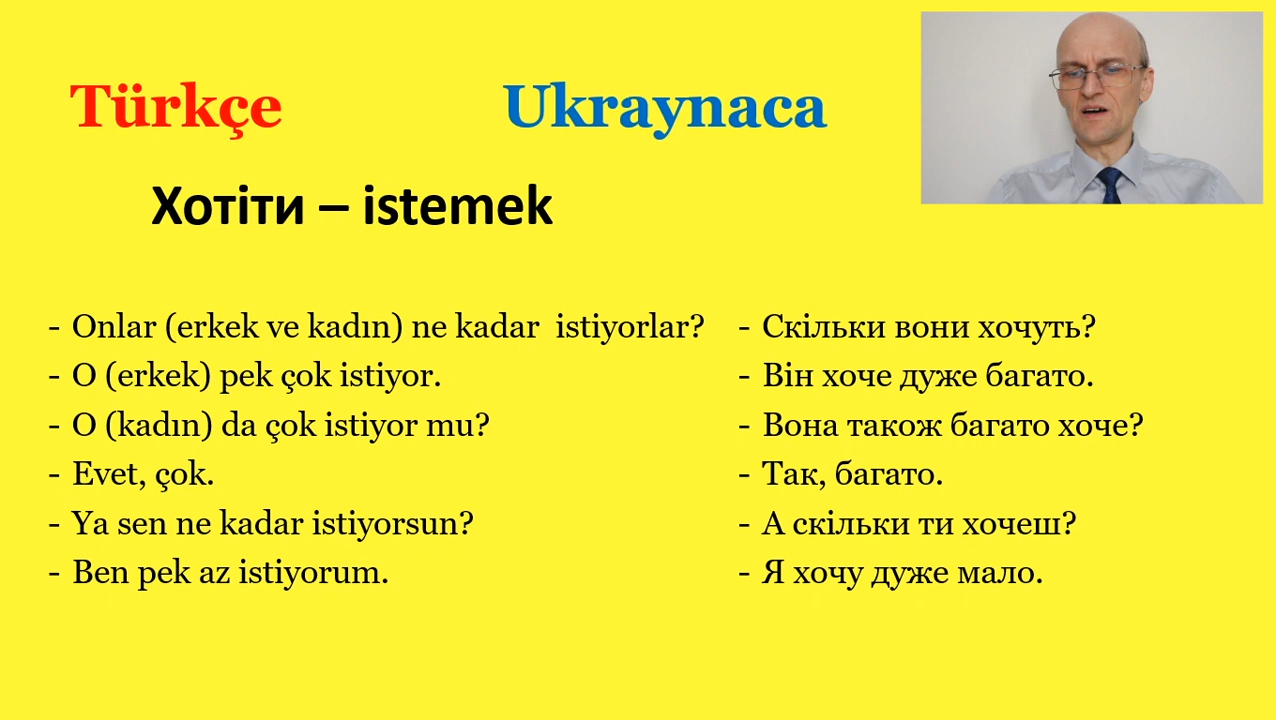 Türkçe
Ukraynaca
Хотіти – istemek
- Onlar (erkek ve kadın) ne kadar istiyorlar?
- O (erkek) pek çok istiyor.
- O (kadın) da çok istiyor mu?
- Evet, çok.
- Ya sen ne kadar istiyorsun?
- Ben pek az istiyorum.
- Скільки вони хочуть?
- Він хоче дуже багато.
- Вона також багато хоче?
- Так, багато.
- А скільки ти хочеш?
- Я хочу дуже мало.